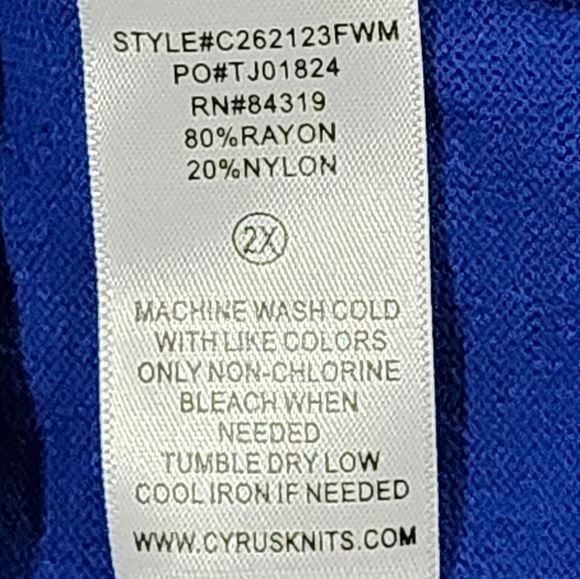 STYLE#C262123FWM
PO#TJ01824
RN#84319
80%RAYON
20%NYLON
2X
MACHINE WASH COLD
WITH LIKE COLORS
ONLY NON-CHLORINE
BLEACH WHEN
NEEDED
TUMBLE DRY LOW
COOL IRON IF NEEDED
WWW.CYRUSKNITS.COM